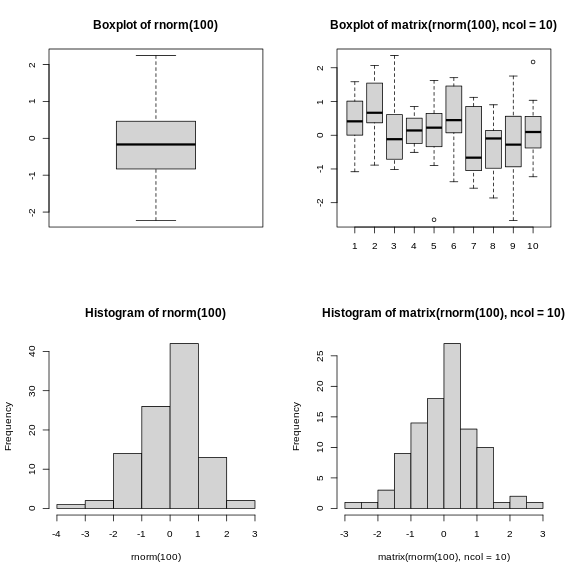 Boxplot of rnorm(100)
2
1
0
-1
-2
Boxplot of matrix(rnorm(100), ncol = 10)
2
1
0
-1
-2
1 2 3 4 5 6 7 8 9 10
Histogram of rnorm(100)
Frequency
40
30
20
10
0
-4 -3 -2 -1 0 1 2 3
rnorm(100)
Histogram of matrix(rnorm(100), ncol = 10)
Frequency
25
20
15
10
5
0
-3 -2 -1 0 1 2 3
matrix(rnorm(100), ncol = 10)